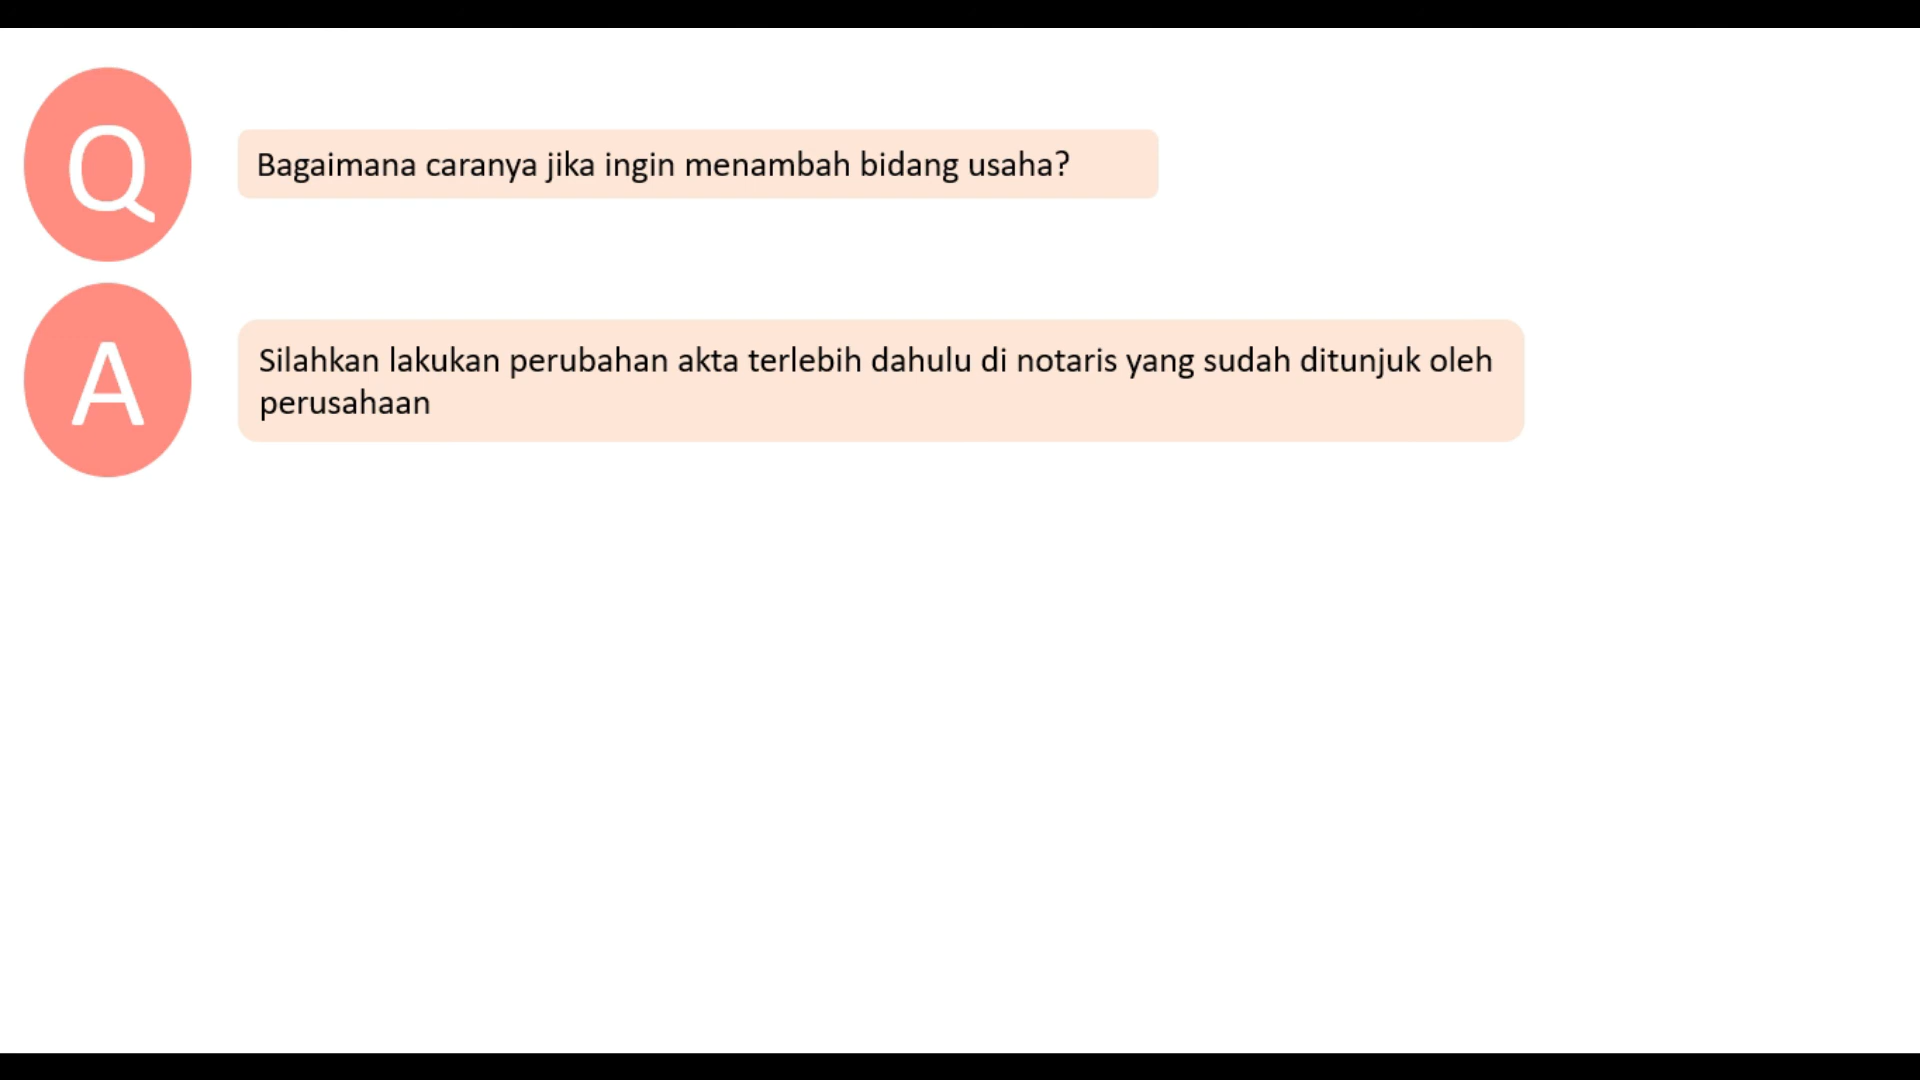 Q
Bagaimana caranya jika ingin menambah bidang usaha?
A
Silahkan lakukan perubahan akta terlebih dahulu di notaris yang sudah ditunjuk oleh
perusahaan